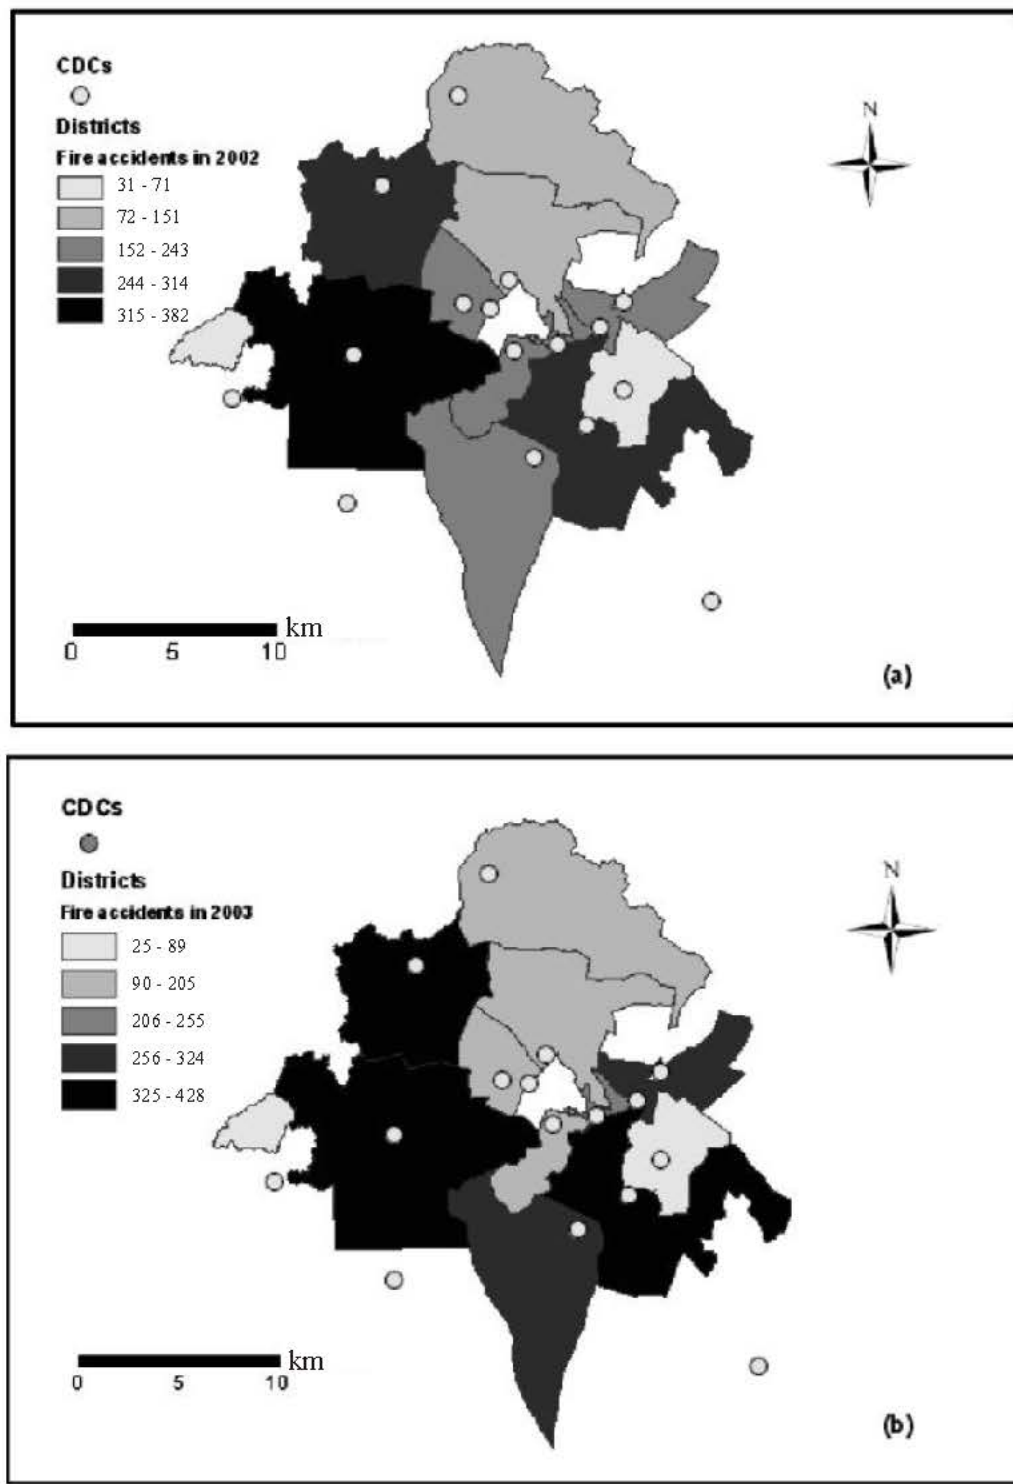 CDCs
Districts
Fire accidents in 2002
31 - 71
72 - 151
152 - 243
244 - 314
315 - 382
N
km
0 5 10
(a)
CDCs
Districts
Fire accidents in 2003
25 - 89
90 - 205
206 - 255
256 - 324
325 - 428
N
km
0 5 10
(b)